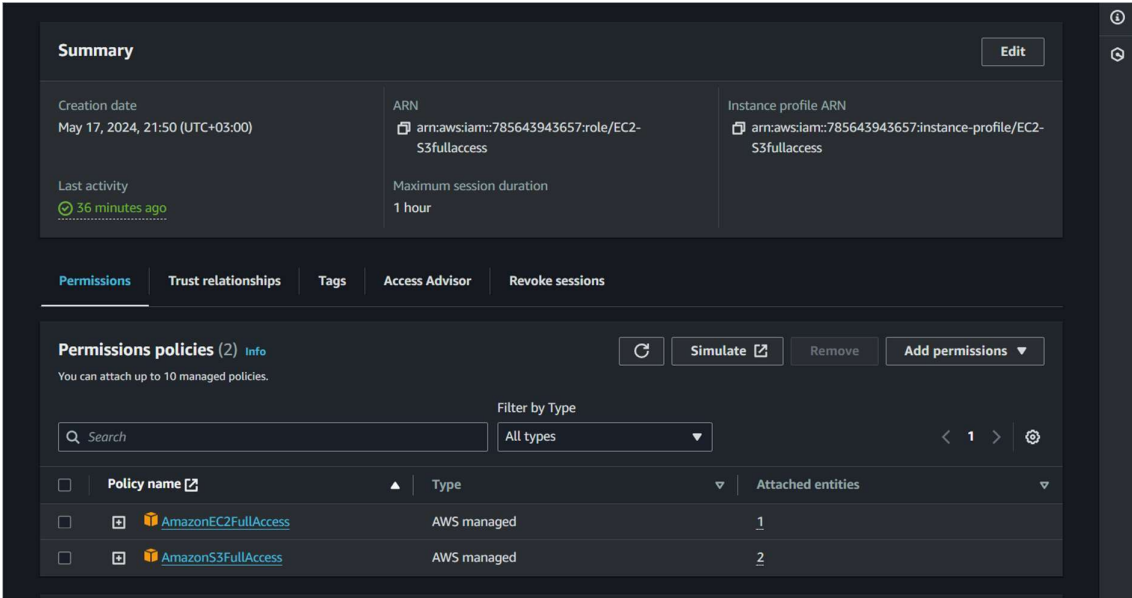 Summary
Edit
Creation date
May 17, 2024, 21:50 (UTC+03:00)
ARN
arn:aws:iam::785643943657:role/EC2-
S3fullaccess
Instance profile ARN
arn:aws:iam::785643943657:instance-profile/EC2-
S3fullaccess
Last activity
36 minutes ago
Maximum session duration
1 hour
Permissions
Trust relationships
Tags
Access Advisor
Revoke sessions
Permissions policies (2) Info
You can attach up to 10 managed policies.
Simulate
Remove
Add permissions
Filter by Type
Search
All types
1
Policy name
Type
Attached entities
AmazonEC2FullAccess
AWS managed
1
AmazonS3FullAccess
AWS managed
2